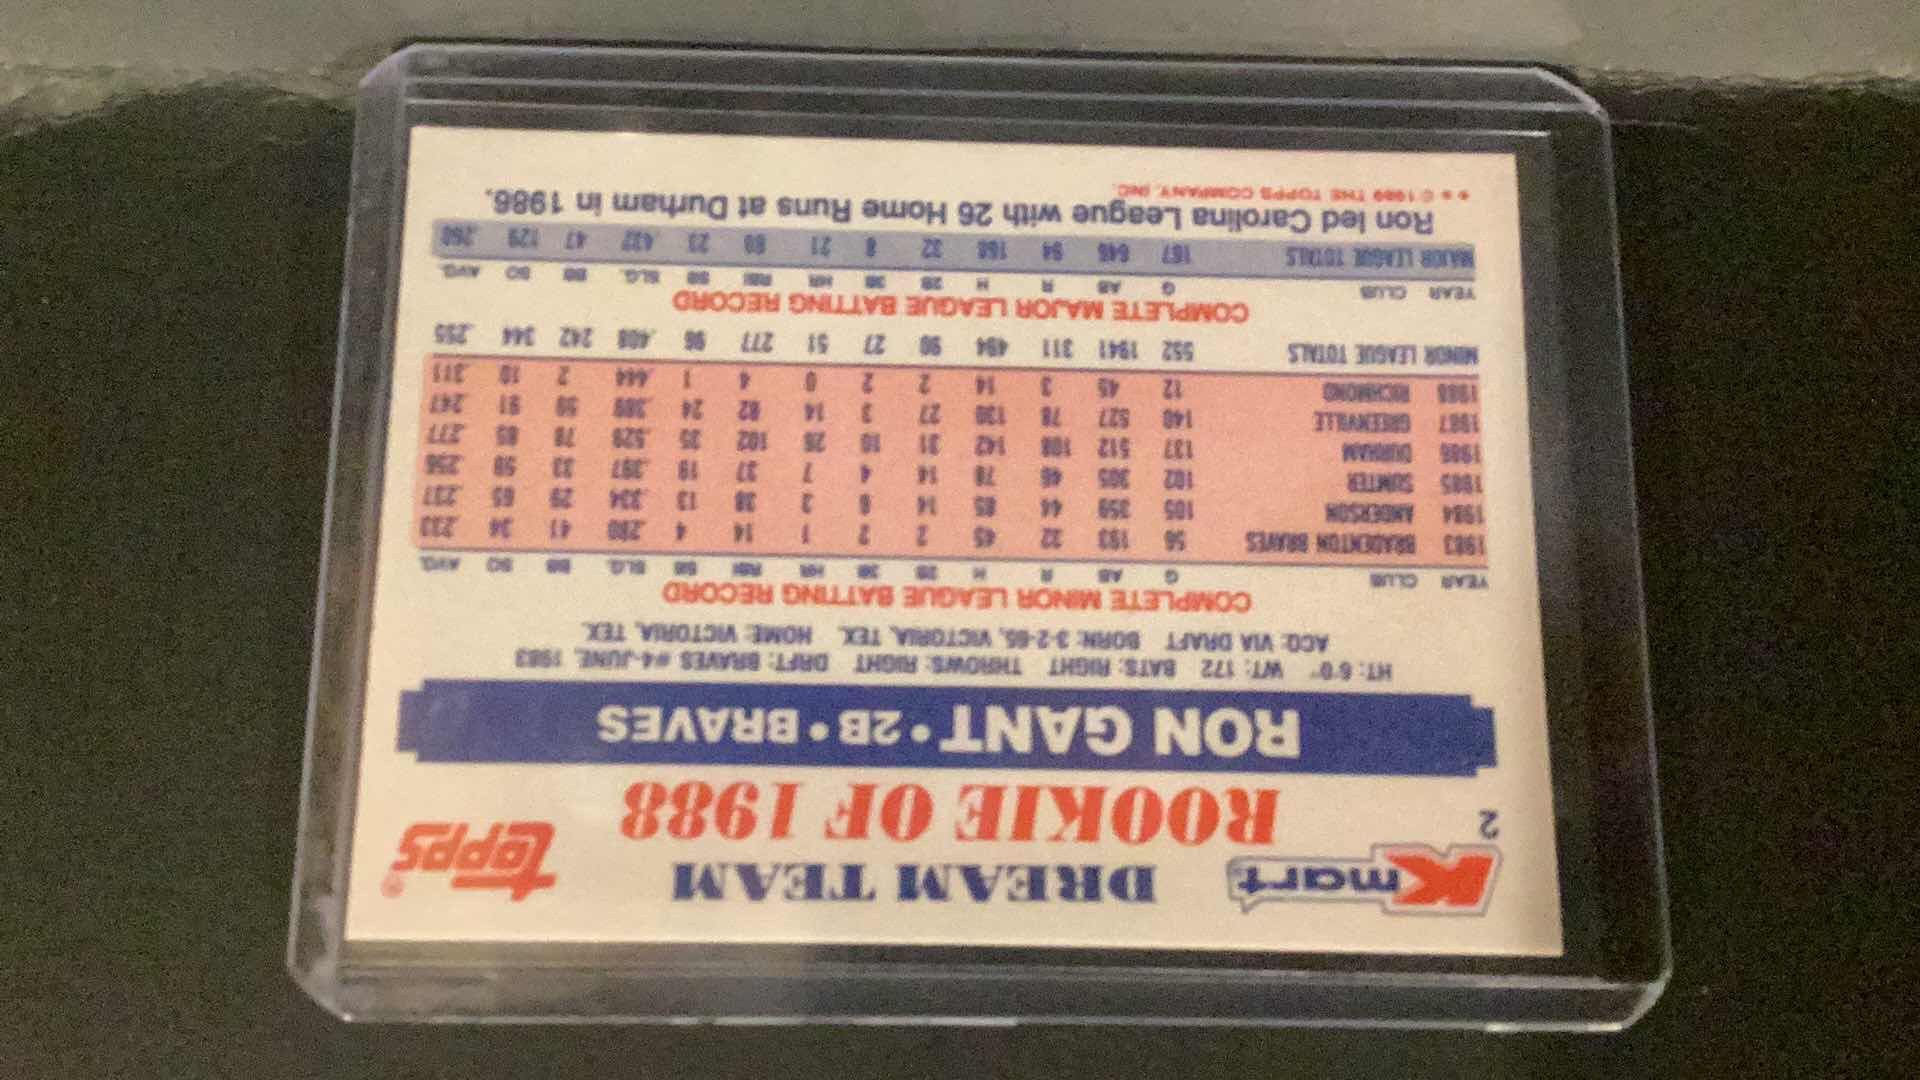 2 Kmart DREAM TEAM topps®
ROOKIE OF 1988
RON GANT • 2B • BRAVES
HT: 6'0" WT: 172 BATS: RIGHT THROWS: RIGHT DRFT: BRAVES #4-JUNE, 1983
ACQ: VIA DRAFT BORN: 3-2-65, VICTORIA, TEX. HOME: VICTORIA, TEX.
COMPLETE MINOR LEAGUE BATTING RECORD
YEAR CLUB G AB R H 2B 3B HR RBI SB SLG. BB SO AVG.
1983 BRADENTON BRAVES 56 193 32 45 2 2 1 14 4 .280 41 34 .233
1984 ANDERSON 105 359 44 85 14 6 3 38 13 .334 29 65 .237
1985 SUMTER 102 305 46 78 14 4 7 37 19 .397 33 59 .256
1986 DURHAM 137 512 108 142 31 10 26 102 35 .529 78 85 .277
1987 GREENVILLE 140 527 78 130 27 3 14 82 24 .389 59 91 .247
1988 RICHMOND 12 45 3 14 2 2 0 4 1 .444 2 10 .311
MINOR LEAGUE TOTALS 552 1941 311 494 90 27 51 277 96 .408 242 344 .255
COMPLETE MAJOR LEAGUE BATTING RECORD
YEAR CLUB G AB R H 2B 3B HR RBI SB SLG. BB SO AVG.
MAJOR LEAGUE TOTALS 167 646 94 168 32 8 21 69 23 .432 47 129 .260
Ron led Carolina League with 26 Home Runs at Durham in 1986.
★★© 1989 THE TOPPS COMPANY, INC.